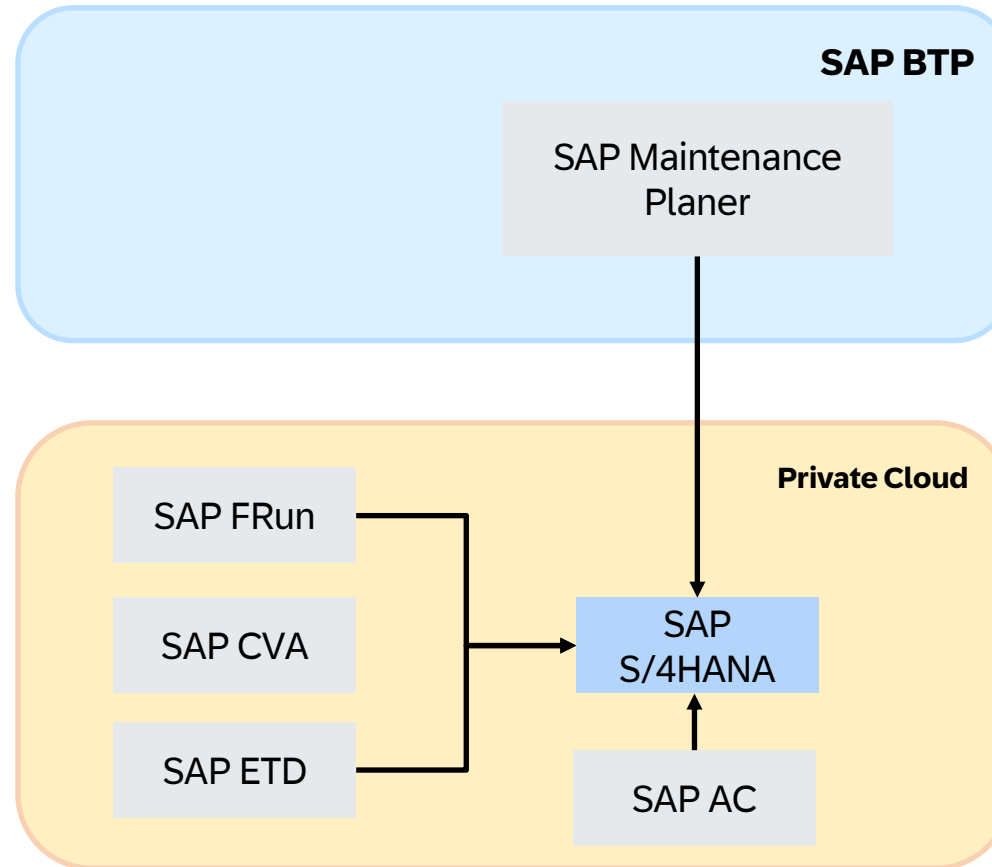 SAP BTP
SAP Maintenance
Planer
Private Cloud
SAP FRun
SAP CVA
SAP
S/4HANA
SAP ETD
SAP AC